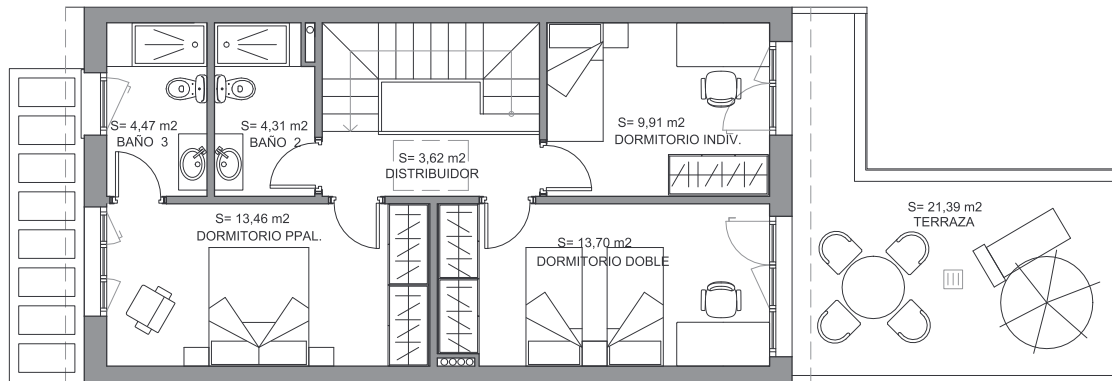 S= 4,47 m2
BAÑO 3
S= 4,31 m2
BAÑO 2
S= 3,62 m2
DISTRIBUIDOR
S= 9,91 m2
DORMITORIO INDIV.
S= 13,46 m2
DORMITORIO PPAL.
S= 13,70 m2
DORMITORIO DOBLE
S= 21,39 m2
TERRAZA